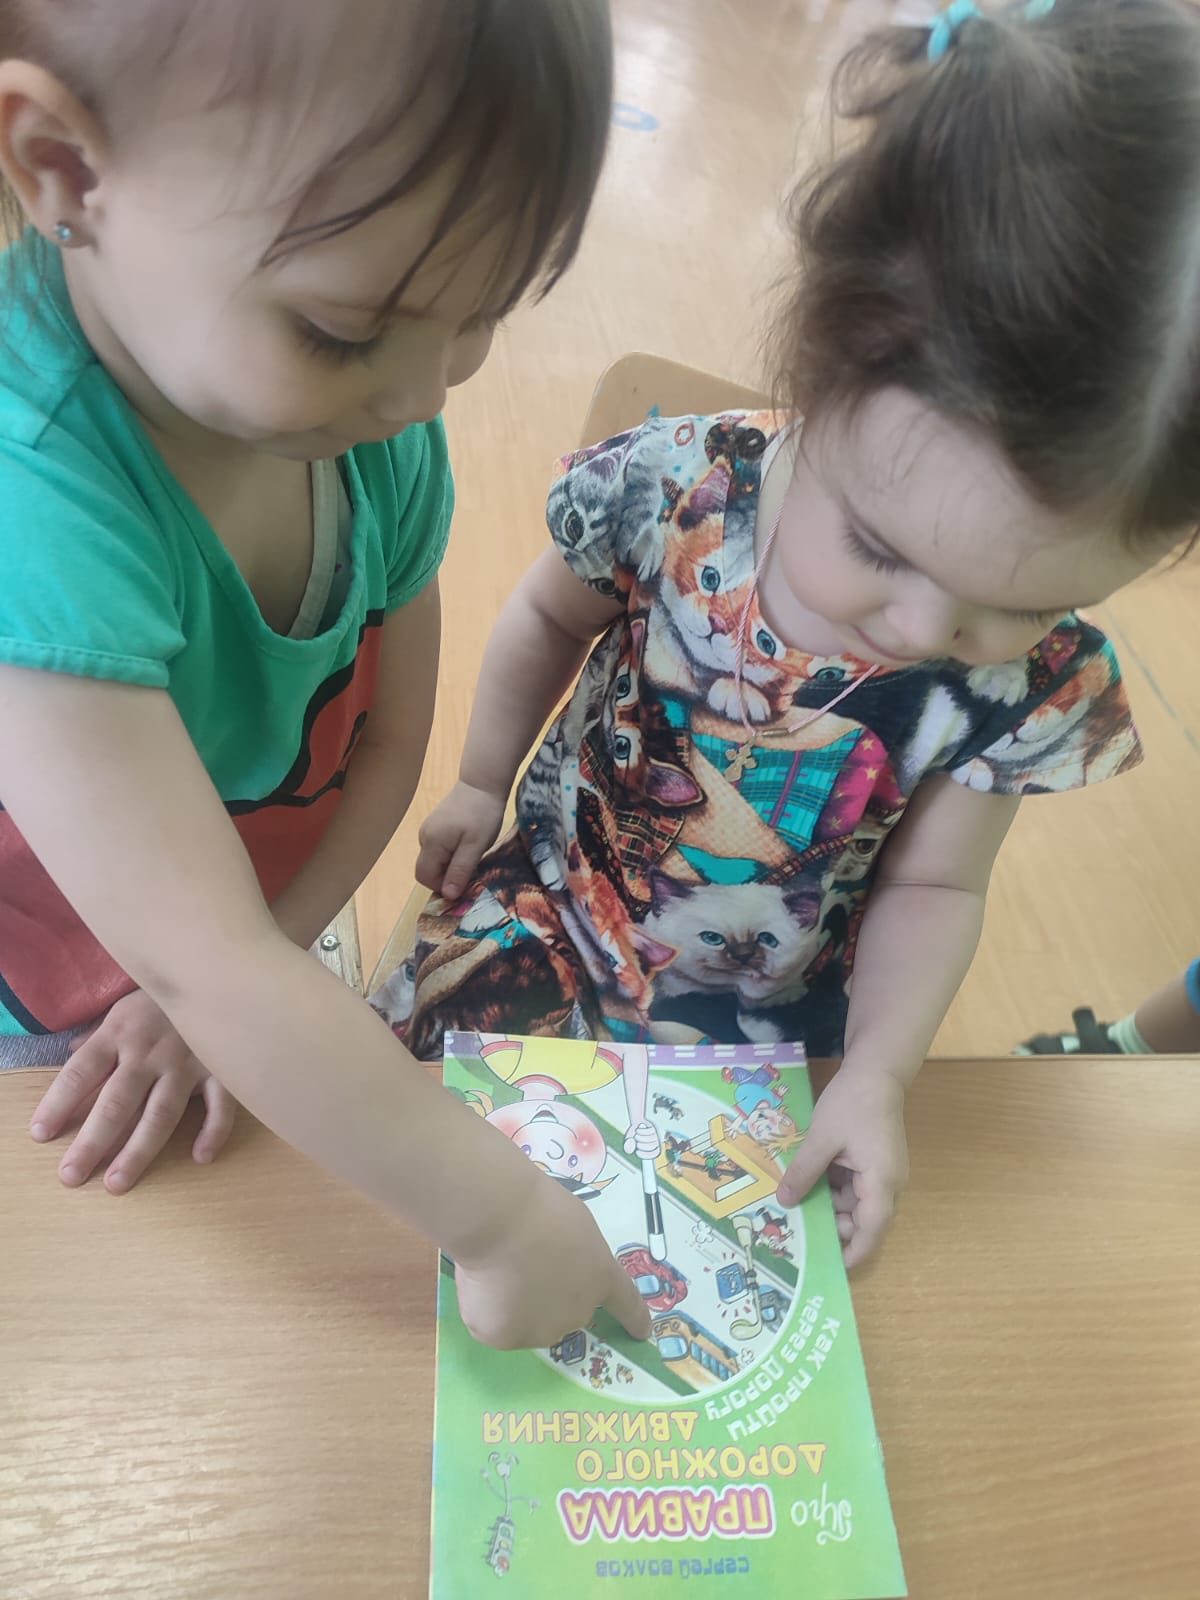 Сергей Волков
Про ПРАВИЛА
ДОРОЖНОГО
ДВИЖЕНИЯ
Как пройти
через дорогу